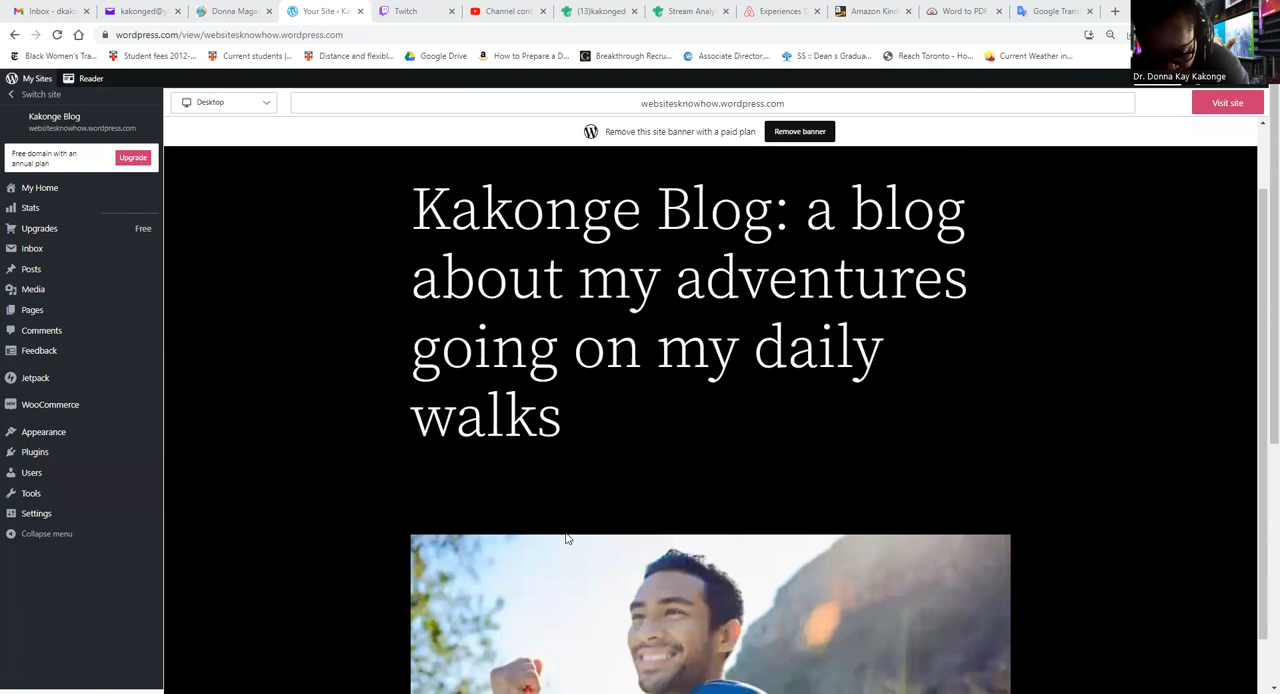 Inbox - dkako
kakonged@y
Donna Maga
Your Site ‹ Ka
Twitch
Channel cont
(13)kakonged
Stream Analy
Experiences D
Amazon Kind
Word to PDF
Google Trans
wordpress.com/view/websitesknowhow.wordpress.com
Black Women's Tra...
Student fees 2012-...
Current students |...
Distance and flexibl...
Google Drive
How to Prepare a D...
Breakthrough Recru...
Associate Director,...
SS :: Dean s Gradua...
Reach Toronto - Ho...
Current Weather in...
Dr. Donna Kay Kakonge
My Sites
Reader
Switch site
Kakonge Blog
websitesknowhow.wordpress.com
Free domain with an
annual plan
Upgrade
My Home
Stats
Upgrades
Free
Inbox
Posts
Media
Pages
Comments
Feedback
Jetpack
WooCommerce
Appearance
Plugins
Users
Tools
Settings
Collapse menu
Desktop
websitesknowhow.wordpress.com
Visit site
Remove this site banner with a paid plan
Remove banner
Kakonge Blog: a blog
about my adventures
going on my daily
walks